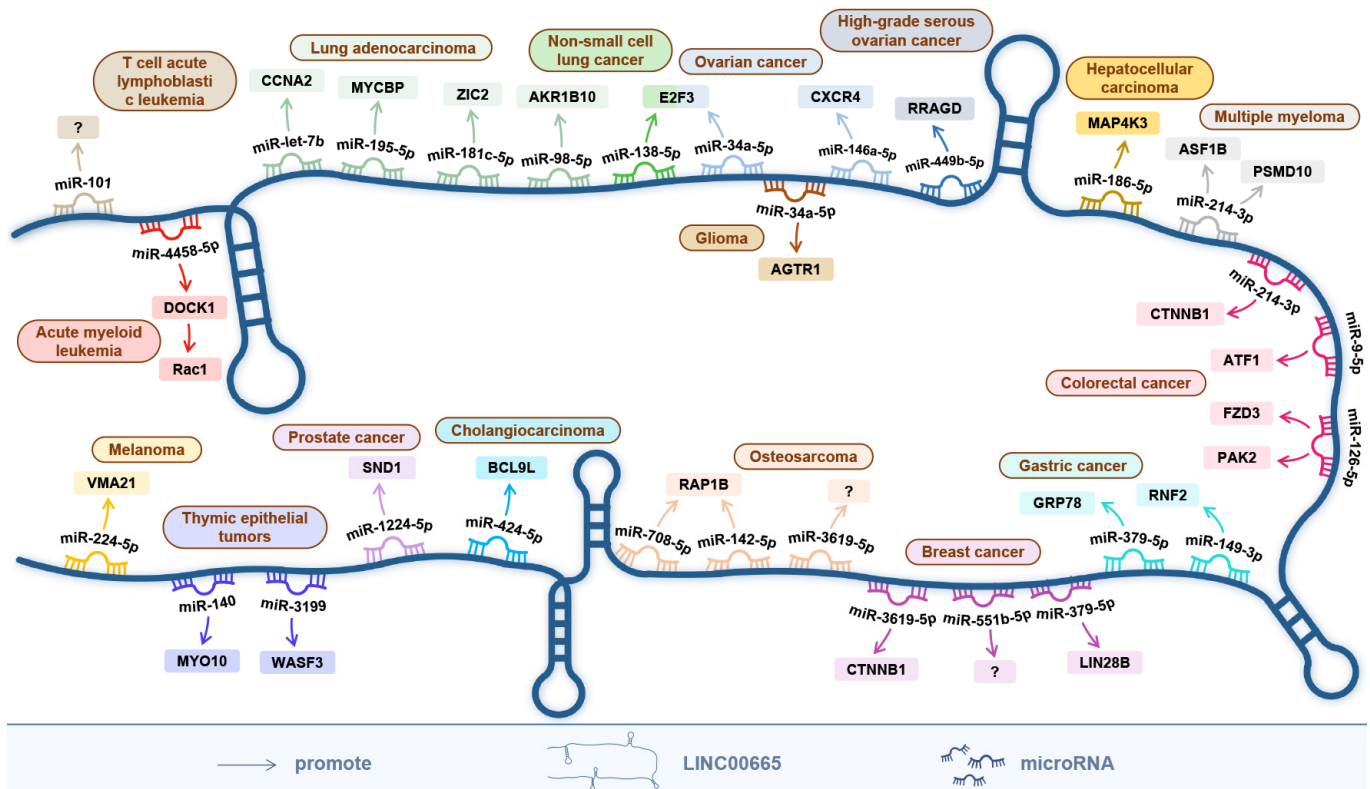 T cell acute
lymphoblasti
c leukemia
Lung adenocarcinoma
Non-small cell
lung cancer
Ovarian cancer
High-grade serous
ovarian cancer
Hepatocellular
carcinoma
Multiple myeloma
?
CCNA2
MYCBP
ZIC2
AKR1B10
E2F3
CXCR4
RRAGD
MAP4K3
ASF1B
PSMD10
miR-101
miR-let-7b
miR-195-5p
miR-181c-5p
miR-98-5p
miR-138-5p
miR-34a-5p
miR-146a-5p
miR-449b-5p
miR-186-5p
miR-214-3p
miR-4458-5p
DOCK1
Acute myeloid
leukemia
Rac1
miR-34a-5p
Glioma
AGTR1
miR-214-3p
CTNNB1
miR-9-5p
ATF1
Colorectal cancer
FZD3
miR-126-5p
PAK2
Melanoma
VMA21
miR-224-5p
Thymic epithelial
tumors
miR-140
miR-3199
MYO10
WASF3
Prostate cancer
SND1
miR-1224-5p
Cholangiocarcinoma
BCL9L
miR-424-5p
Osteosarcoma
RAP1B
?
miR-708-5p
miR-142-5p
miR-3619-5p
Breast cancer
miR-3619-5p
miR-551b-5p
miR-379-5p
CTNNB1
?
LIN28B
Gastric cancer
GRP78
RNF2
miR-379-5p
miR-149-3p
promote
LINC00665
microRNA